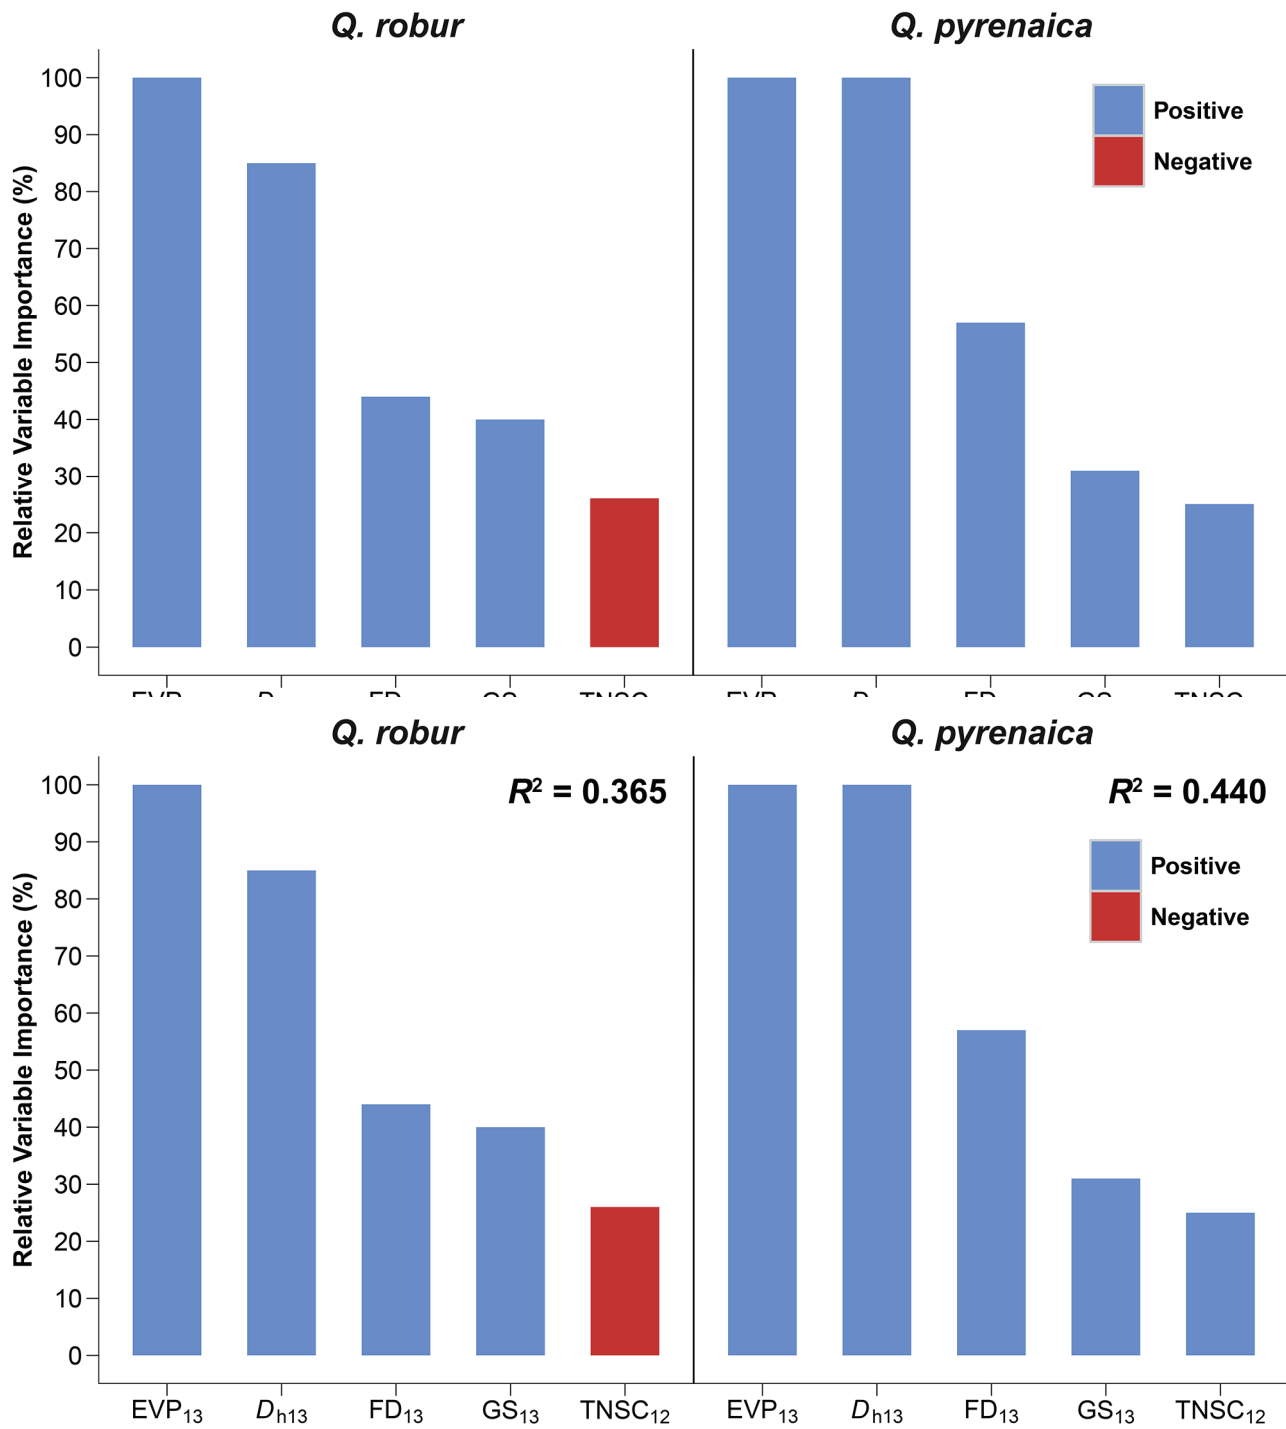 Q. robur
Q. pyrenaica
Relative Variable Importance (%)
100
90
80
70
60
50
40
30
20
10
0
Positive
Negative
Q. robur
Q. pyrenaica
Relative Variable Importance (%)
100
90
80
70
60
50
40
30
20
10
0
R² = 0.365
R² = 0.440
Positive
Negative
EVP₁₃ Dₕ₁₃ FD₁₃ GS₁₃ TNSC₁₂ EVP₁₃ Dₕ₁₃ FD₁₃ GS₁₃ TNSC₁₂